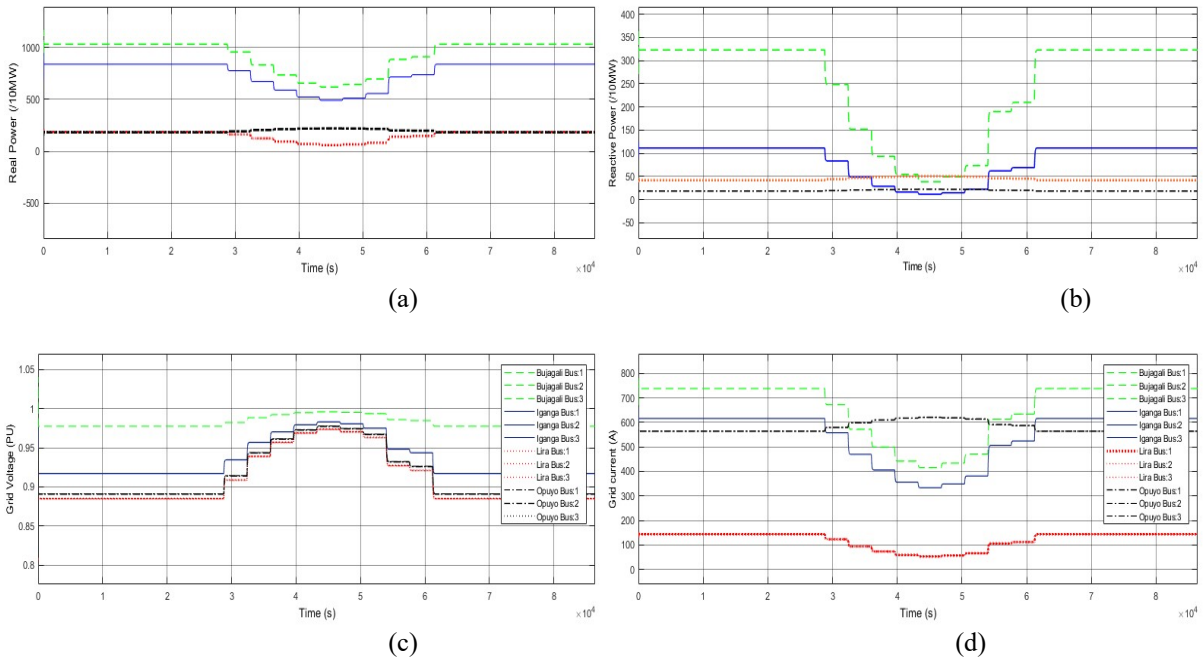 1000
500
0
-500
Real Power (/10MW)
0 1 2 3 4 5 6 7 8
×10⁴
Time (s)
(a)
400
350
300
250
200
150
100
50
0
-50
Reactive Power (/10MW)
0 1 2 3 4 5 6 7 8
×10⁴
Time (s)
(b)
1.05
1
0.95
0.9
0.85
0.8
Grid Voltage (PU)
Bujagali Bus:1
Bujagali Bus:2
Bujagali Bus:3
Iganga Bus:1
Iganga Bus:2
Iganga Bus:3
Lira Bus:1
Lira Bus:2
Lira Bus:3
Opuyo Bus:1
Opuyo Bus:2
Opuyo Bus:3
0 1 2 3 4 5 6 7 8
×10⁴
Time (s)
(c)
800
700
600
500
400
300
200
100
0
Grid current (A)
Bujagali Bus:1
Bujagali Bus:2
Bujagali Bus:3
Iganga Bus:1
Iganga Bus:2
Iganga Bus:3
Lira Bus:1
Lira Bus:2
Lira Bus:3
Opuyo Bus:1
Opuyo Bus:2
Opuyo Bus:3
0 1 2 3 4 5 6 7 8
×10⁴
Time (s)
(d)